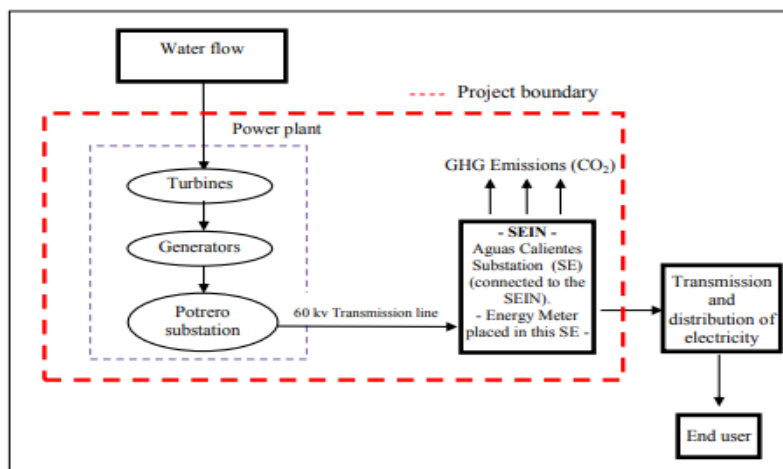 Water flow
Project boundary
Power plant
GHG Emissions (CO₂)
Turbines
Generators
Potrero
substation
60 kv Transmission line
- SEIN -
Aguas Calientes
Substation (SE)
(connected to the
SEIN).
- Energy Meter
placed in this SE -
Transmission
and
distribution of
electricity
End user